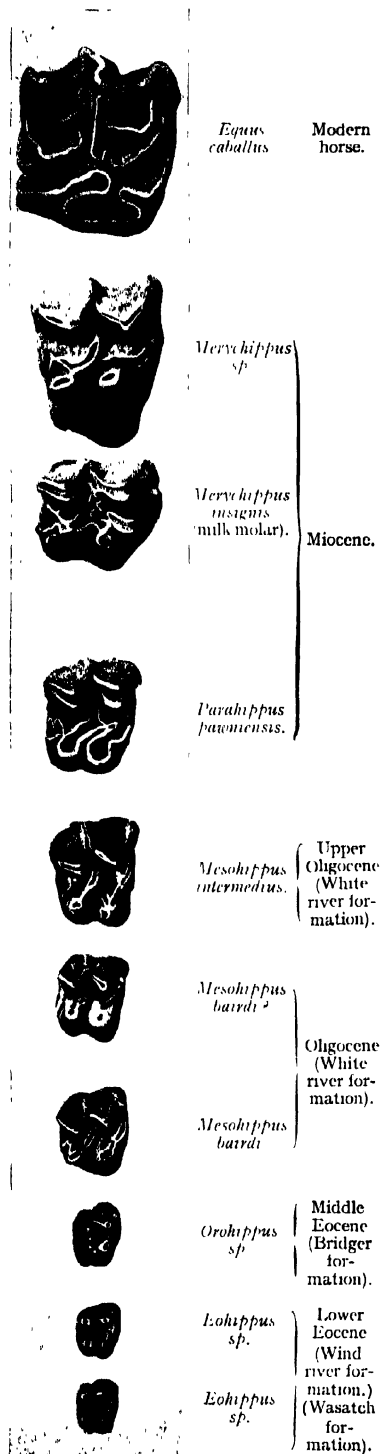 Equus
caballus
Modern
horse.
Merychippus
sp
Merychippus
insignis
(milk molar).
Miocene.
Parahippus
pawniensis.
Mesohippus
intermedius.
Upper
Oligocene
(White
river for-
mation).
Mesohippus
bairdi ?
Mesohippus
bairdi
Oligocene
(White
river for-
mation).
Orohippus
sp
Middle
Eocene
(Bridger
for-
mation).
Eohippus
sp.
Eohippus
sp.
Lower
Eocene
(Wind
river for-
mation.)
(Wasatch
for-
mation).